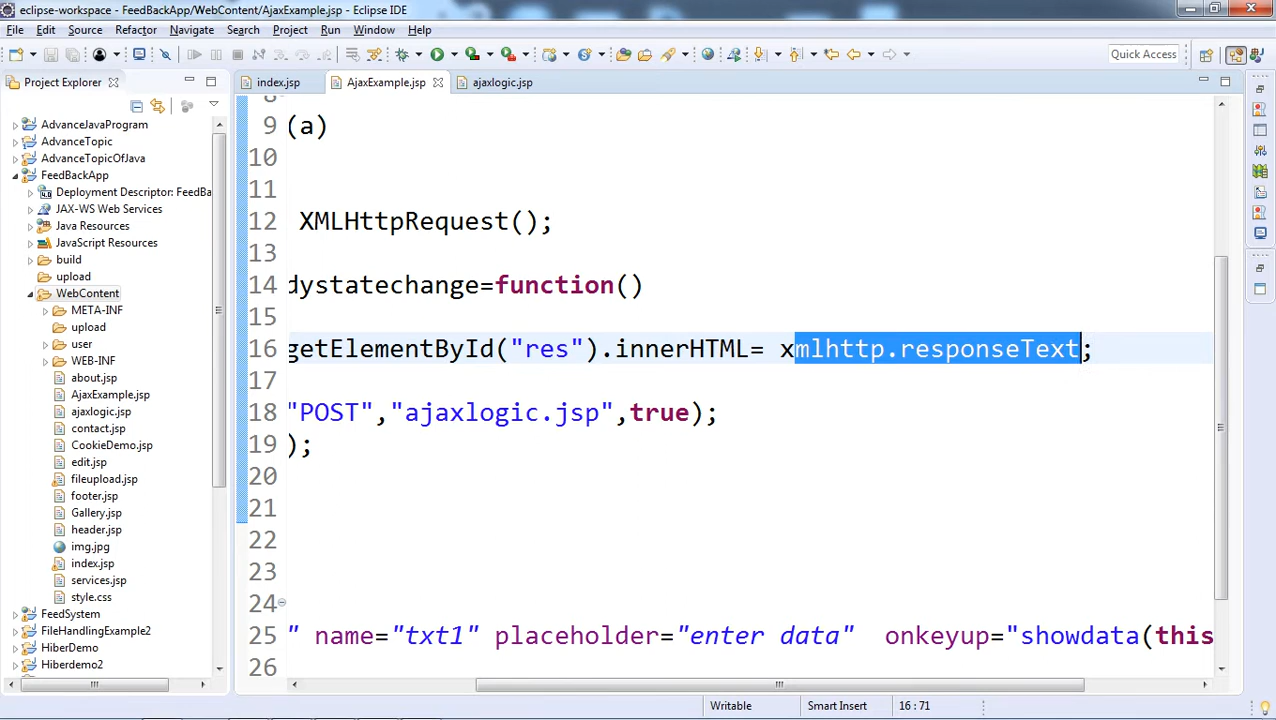 eclipse-workspace - FeedBackApp/WebContent/AjaxExample.jsp - Eclipse IDE
File Edit Source Refactor Navigate Search Project Run Window Help
Quick Access
Project Explorer
index.jsp AjaxExample.jsp ajaxlogic.jsp
AdvanceJavaProgram
AdvanceTopic
AdvanceTopicOfJava
FeedBackApp
Deployment Descriptor: FeedBa
JAX-WS Web Services
Java Resources
JavaScript Resources
build
upload
WebContent
META-INF
upload
user
WEB-INF
about.jsp
AjaxExample.jsp
ajaxlogic.jsp
contact.jsp
CookieDemo.jsp
edit.jsp
fileupload.jsp
footer.jsp
Gallery.jsp
header.jsp
img.jpg
index.jsp
services.jsp
style.css
FeedSystem
FileHandlingExample2
HiberDemo
Hiberdemo2
9 (a)
10
11
12 XMLHttpRequest();
13
14 dystatechange=function()
15
16 getElementById("res").innerHTML= xmlhttp.responseText;
17
18 "POST","ajaxlogic.jsp",true);
19 );
20
21
22
23
24
25 " name="txt1" placeholder="enter data" onkeyup="showdata(this
26
Writable Smart Insert 16 : 71